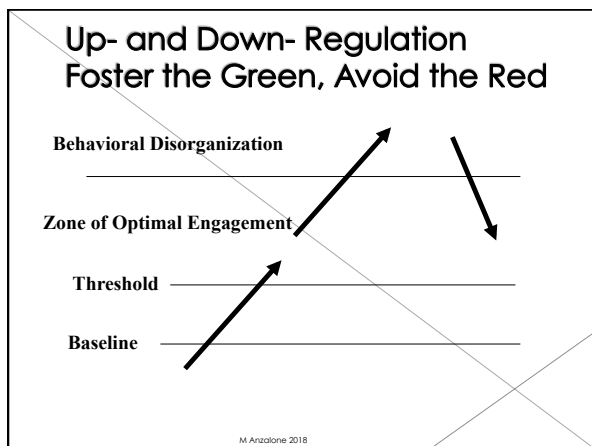 Up- and Down- Regulation
Foster the Green, Avoid the Red
Behavioral Disorganization
Zone of Optimal Engagement
Threshold
Baseline
M Anzalone 2018